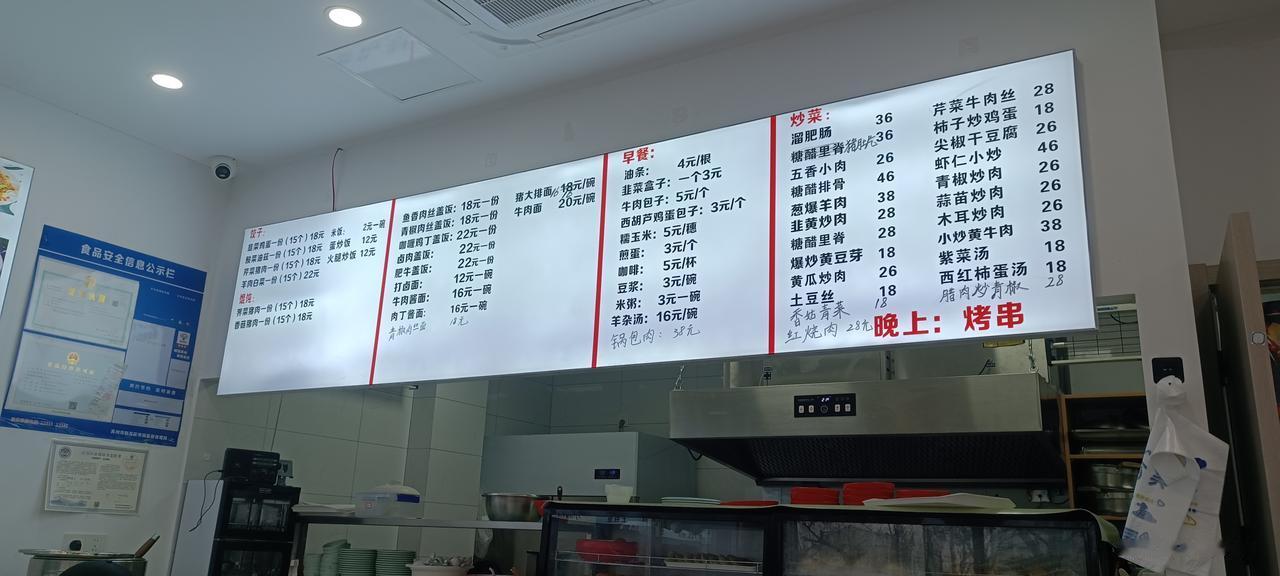 食品安全信息公示栏
饺子:
韭菜鸡蛋一份(15个)18元
酸菜油滋一份(15个)18元
芹菜猪肉一份(15个)18元
羊肉白菜一份(15个)22元
米饭: 2元一碗
蛋炒饭 12元
火腿炒饭 12元
馄饨:
荠菜猪肉一份(15个)18元
香菇猪肉一份(15个)18元
鱼香肉丝盖饭: 18元一份
青椒肉丝盖饭: 18元一份
咖喱鸡丁盖饭: 22元一份
卤肉盖饭: 22元一份
肥牛盖饭: 22元一份
打卤面: 12元一碗
牛肉酱面: 16元一碗
肉丁酱面: 16元一碗
猪大排面 18元/碗
牛肉面 20元/碗
早餐:
油条: 4元/根
韭菜盒子: 一个3元
牛肉包子: 5元/个
西胡芦鸡蛋包子: 3元/个
糯玉米: 5元/穗
煎蛋: 3元/个
咖啡: 5元/杯
豆浆: 3元/碗
米粥: 3元一碗
羊杂汤: 16元/碗
锅包肉: 38元
炒菜:
溜肥肠 36
糖醋里脊 36
五香小肉 26
糖醋排骨 46
葱爆羊肉 38
韭黄炒肉 28
糖醋里脊 28
爆炒黄豆芽 18
黄瓜炒肉 26
土豆丝 18
香菇青菜 18
红烧肉 28元
芹菜牛肉丝 28
柿子炒鸡蛋 18
尖椒干豆腐 26
虾仁小炒 46
青椒炒肉 26
蒜苗炒肉 26
木耳炒肉 26
小炒黄牛肉 38
紫菜汤 18
西红柿蛋汤 18
腊肉炒青椒 28
晚上: 烤串